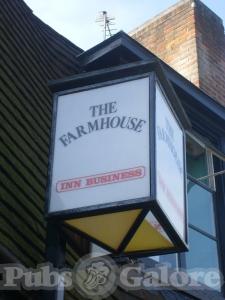 THE
FARMHOUSE
INN BUSINESS
Pubs Galore